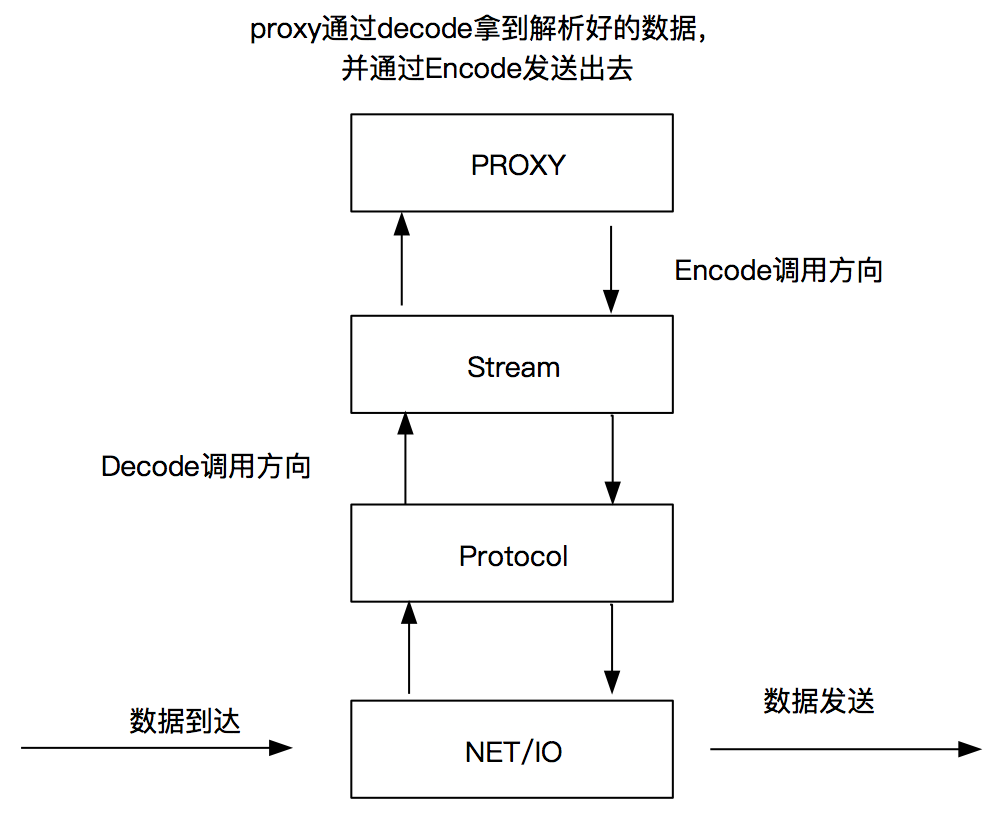 proxy通过decode拿到解析好的数据，
并通过Encode发送出去
PROXY
Encode调用方向
Stream
Decode调用方向
Protocol
数据到达
数据发送
NET/IO